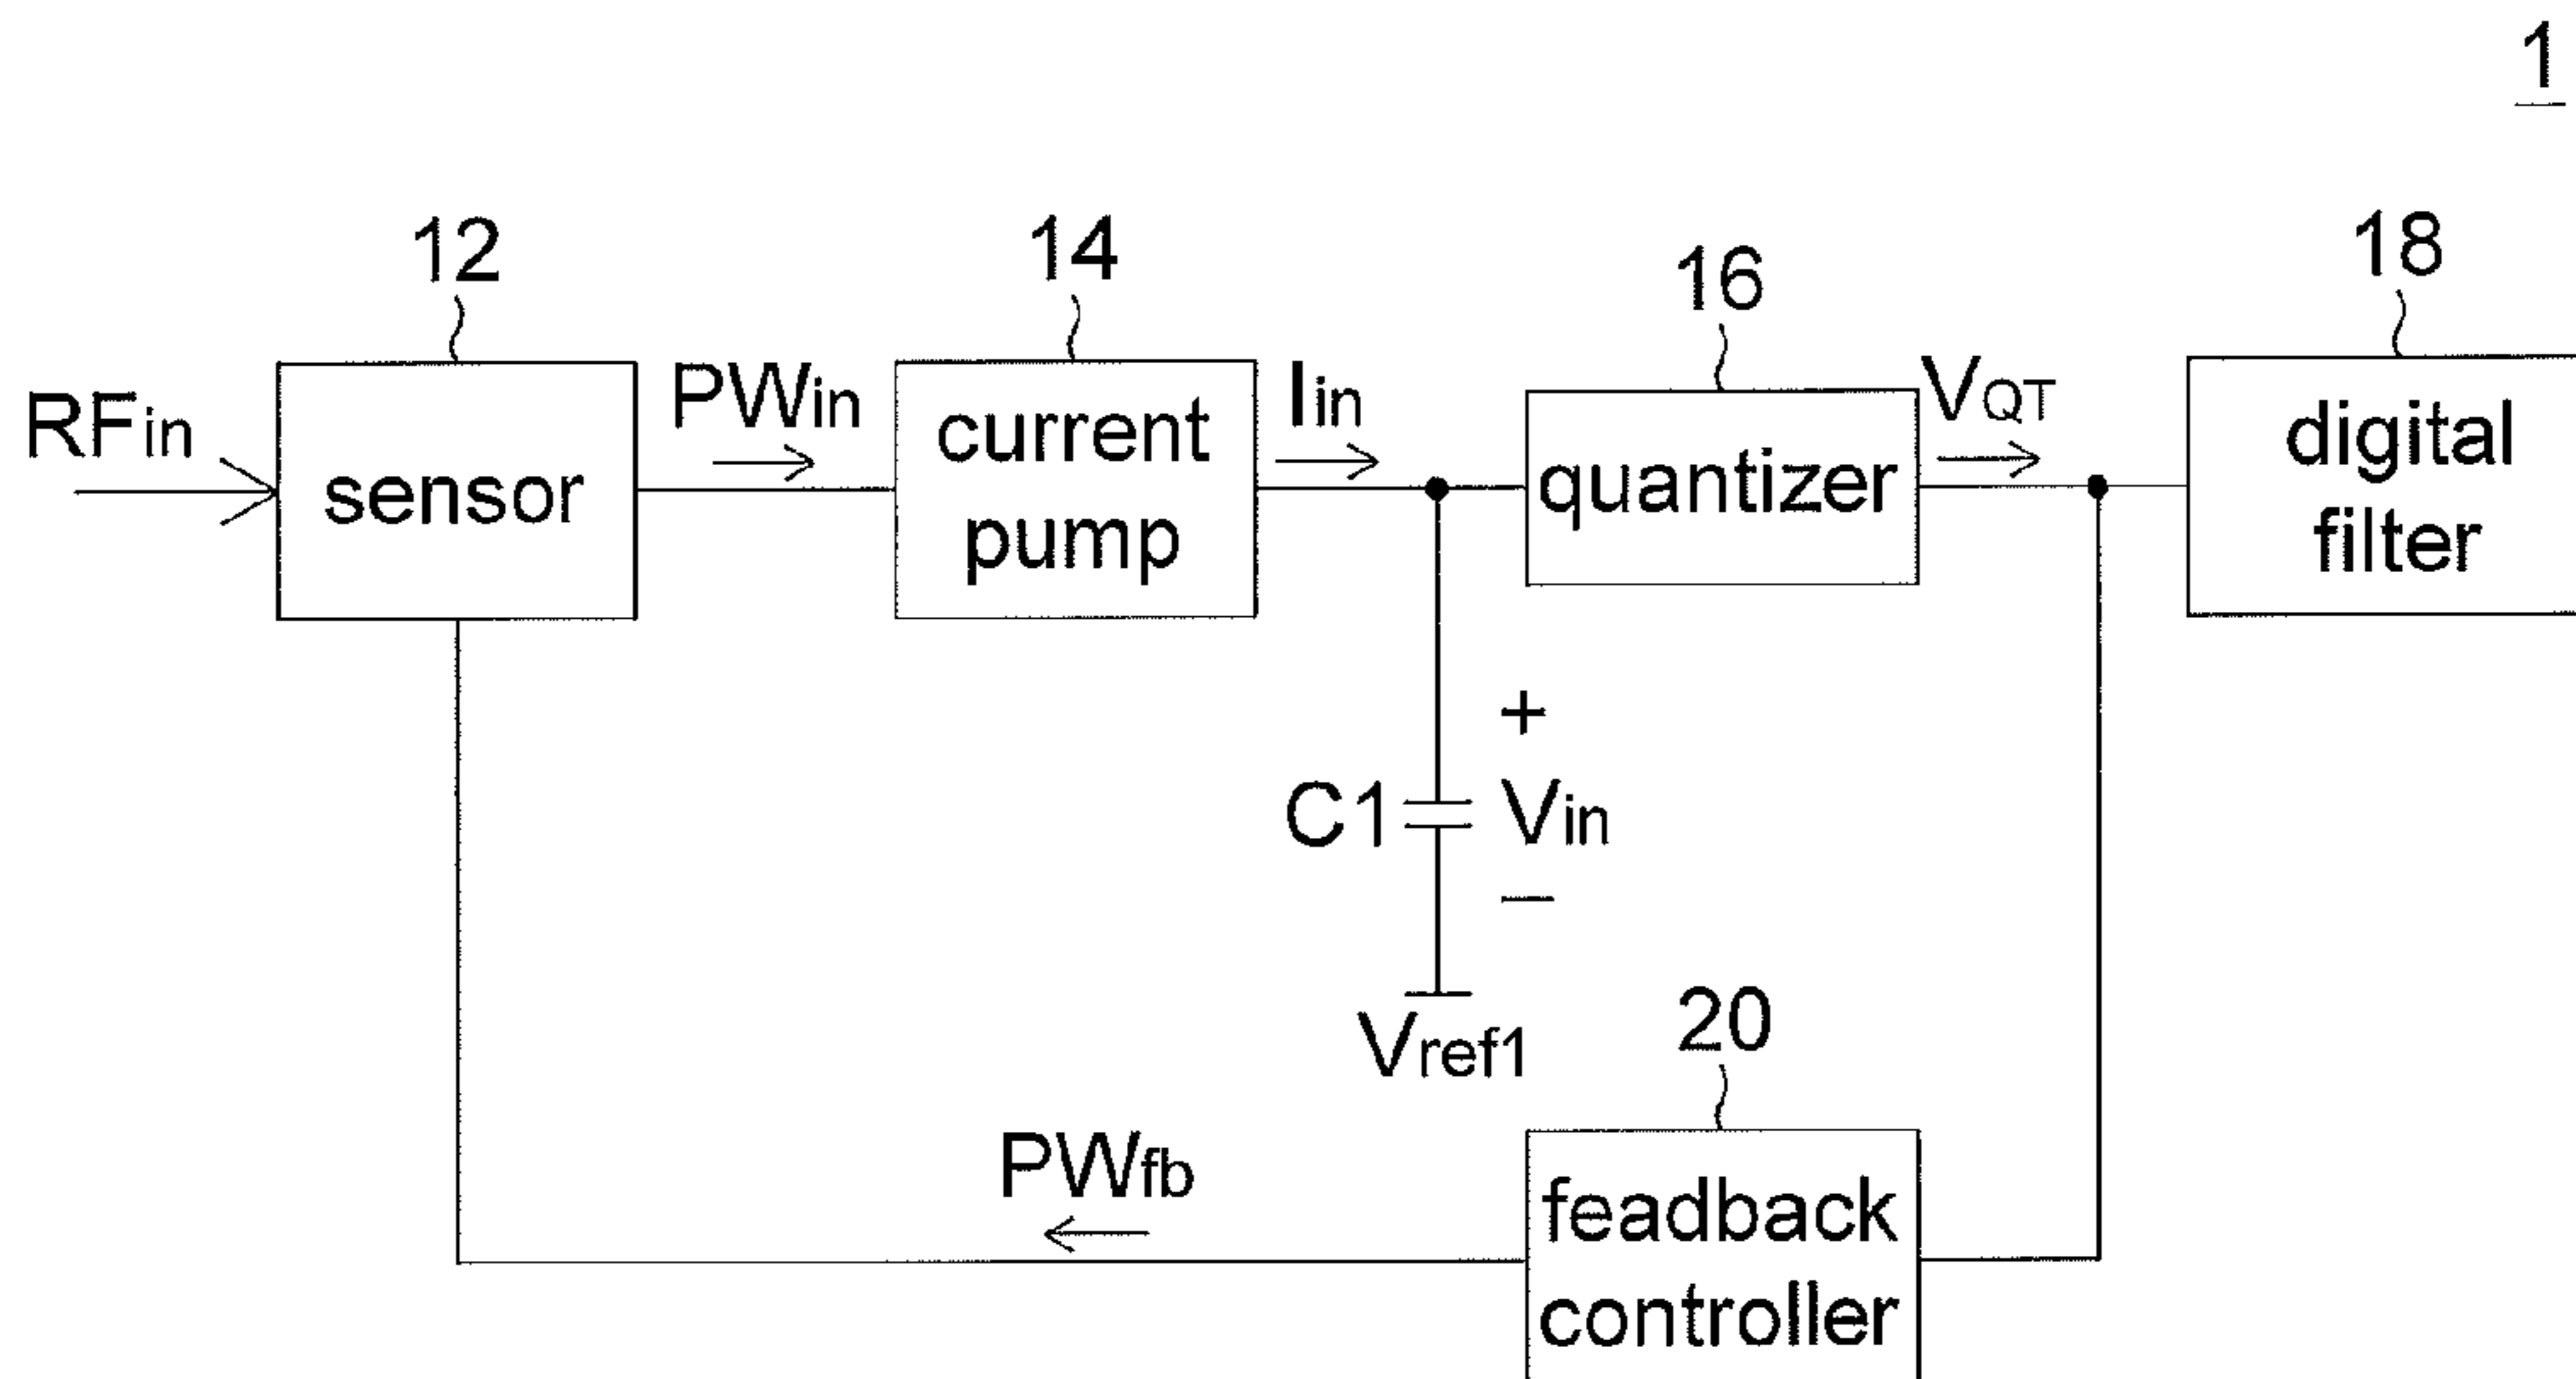 1
12
14
16
18
RFin
sensor
PWin
current
pump
Iin
quantizer
VQT
digital
filter
+
C1
Vin
–
Vref1
20
PWfb
feadback
controller